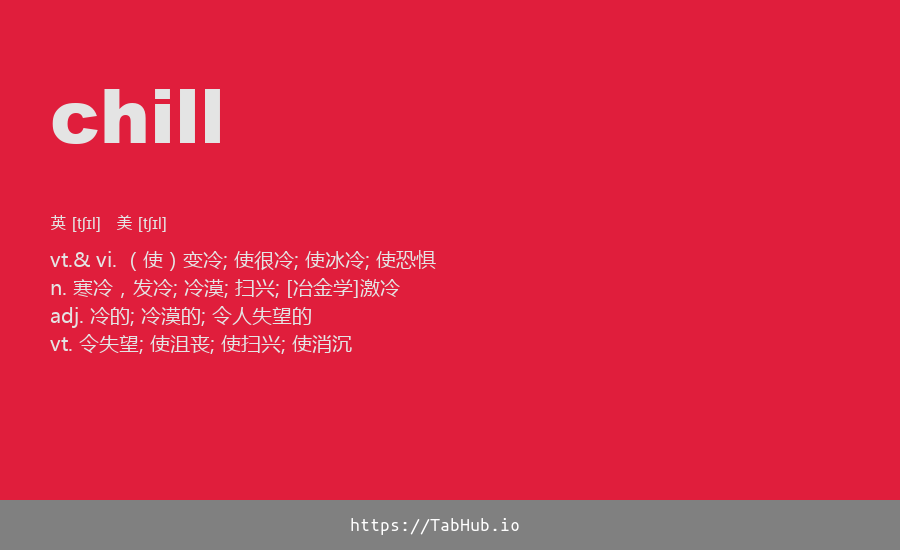 chill
英 [tʃɪl] 美 [tʃɪl]
vt.& vi. （使）变冷; 使很冷; 使冰冷; 使恐惧
n. 寒冷，发冷; 冷漠; 扫兴; [冶金学]激冷
adj. 冷的; 冷漠的; 令人失望的
vt. 令失望; 使沮丧; 使扫兴; 使消沉
https://TabHub.io